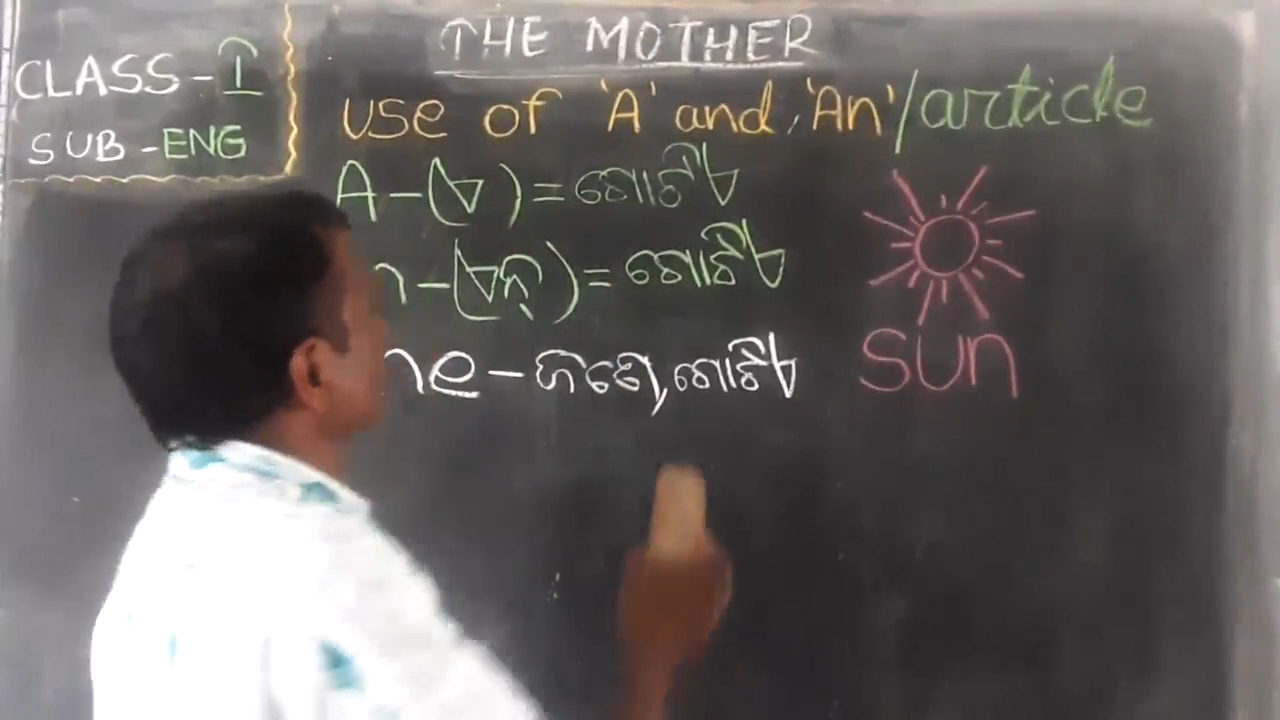 THE MOTHER
CLASS - I
SUB - ENG
use of 'A' and, 'An'/article
A - (ଏ) = ଗୋଟିଏ
n - (ଏନ୍) = ଗୋଟିଏ
ne - ଜଣେ, ଗୋଟିଏ
sun